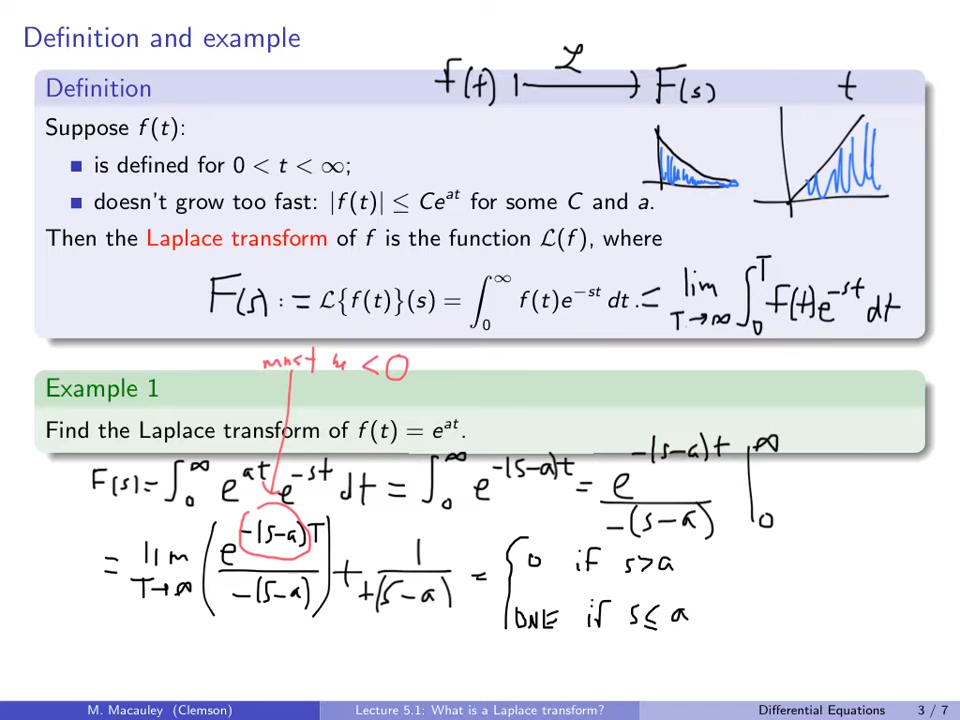 Definition and example
f(t) |⟶ F(s)
ℒ
t
Definition
Suppose f(t):
■ is defined for 0 < t < ∞;
■ doesn't grow too fast: |f(t)| ≤ Ce^{at} for some C and a.
Then the Laplace transform of f is the function ℒ(f), where
F(s) := ℒ{f(t)}(s) = ∫_0^∞ f(t)e^{−st} dt. = lim_{T→∞} ∫_0^T f(t)e^{-st} dt
must be < 0
Example 1
Find the Laplace transform of f(t) = e^{at}.
F(s) = ∫_0^∞ e^{at} e^{-st} dt = ∫_0^∞ e^{-(s-a)t} = e^{-(s-a)t} / -(s-a) |_0^∞
= lim_{T→∞} ( e^{-(s-a)T} / -(s-a) ) + 1 / +(s-a) = { 0 if s>a
DNE if s ≤ a
M. Macauley (Clemson) Lecture 5.1: What is a Laplace transform? Differential Equations 3 / 7